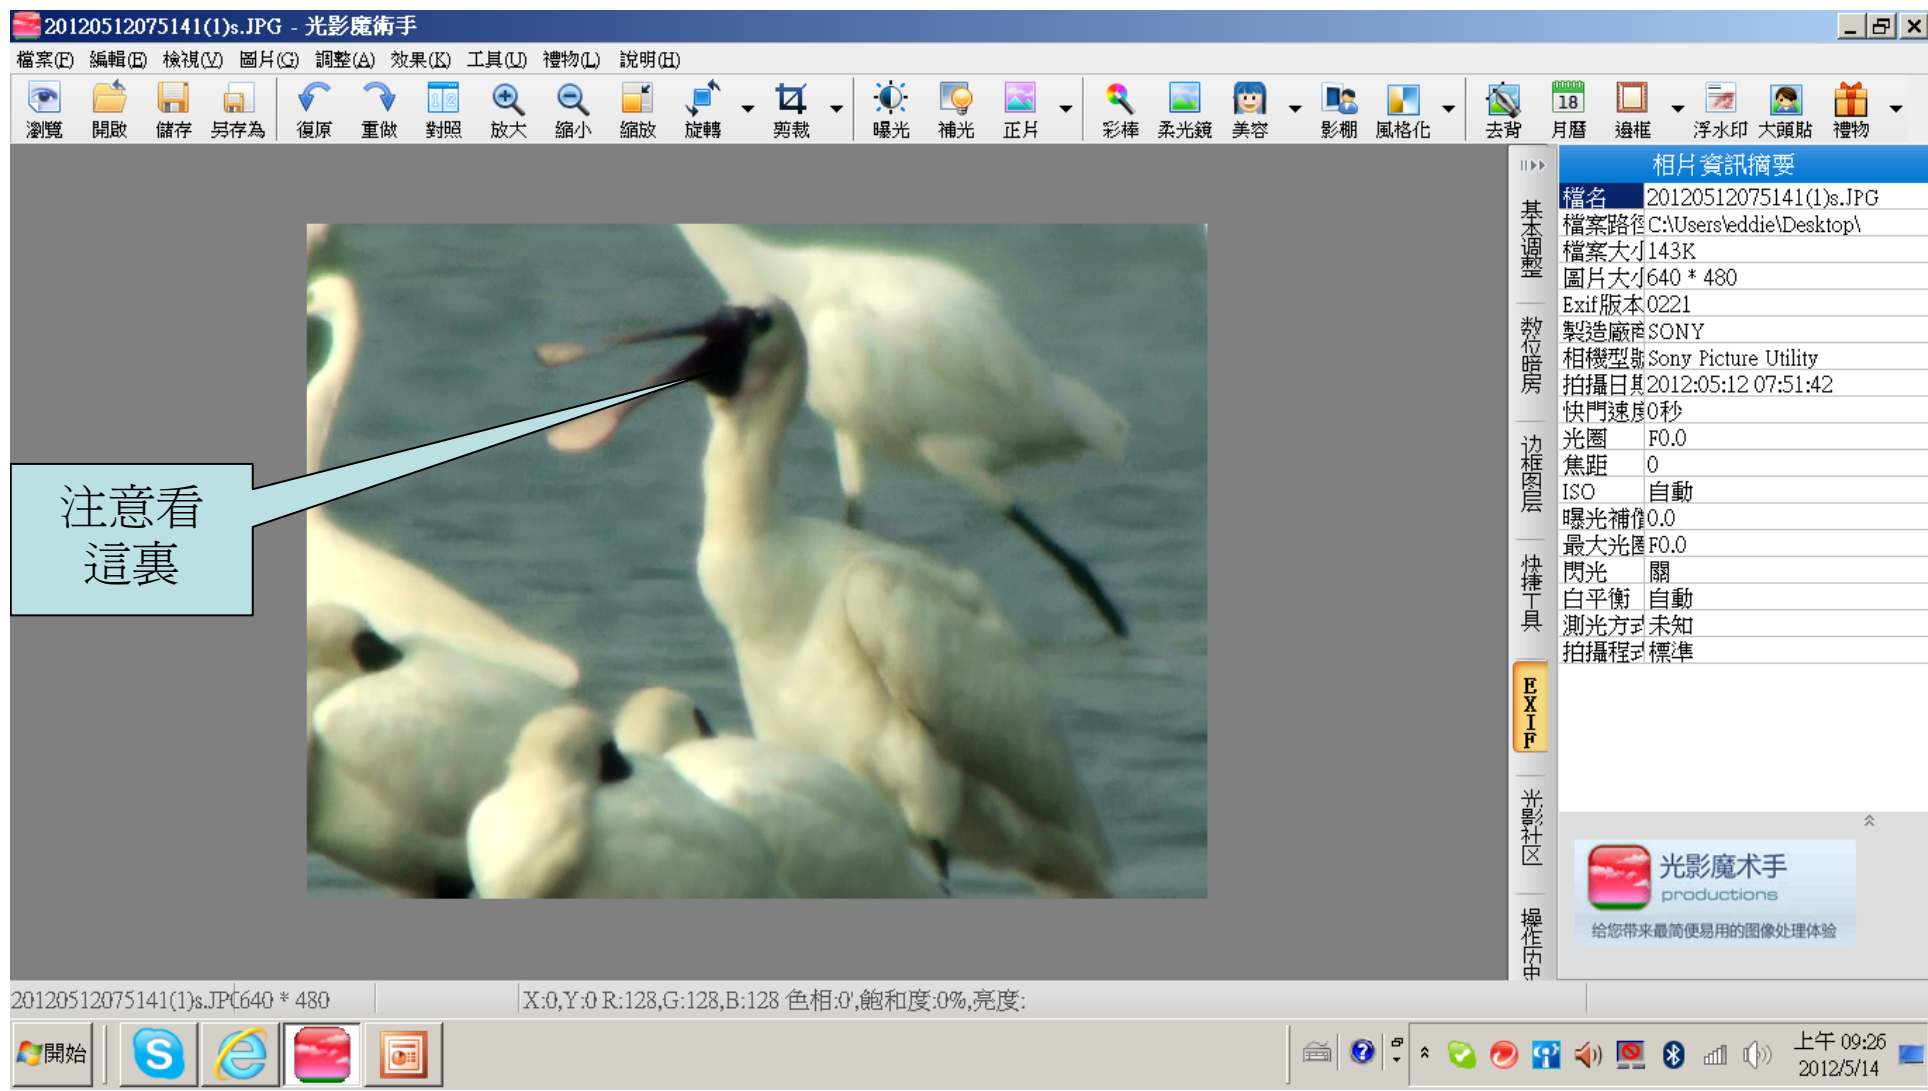 20120512075141(1)s.JPG - 光影魔術手
檔案(F) 編輯(E) 檢視(V) 圖片(G) 調整(A) 效果(K) 工具(U) 禮物(L) 說明(H)
瀏覽 開啟 儲存 另存為 復原 重做 對照 放大 縮小 縮放 旋轉 剪裁 曝光 補光 正片 彩棒 柔光鏡 美容 影棚 風格化 去背 月曆 邊框 浮水印 大頭貼 禮物
18
注意看
這裏
基本调整
数位暗房
边框图层
快捷工具
EXIF
光影社区
操作历史
相片資訊摘要
檔名 20120512075141(1)s.JPG
檔案路徑 C:\Users\eddie\Desktop\
檔案大小 143K
圖片大小 640 * 480
Exif版本 0221
製造廠商 SONY
相機型號 Sony Picture Utility
拍攝日期 2012:05:12 07:51:42
快門速度 0秒
光圈 F0.0
焦距 0
ISO 自動
曝光補償 0.0
最大光圈 F0.0
閃光 關
白平衡 自動
測光方式 未知
拍攝程式 標準
光影魔术手
productions
给您带来最简便易用的图像处理体验
20120512075141(1)s.JPG 640 * 480 X:0,Y:0 R:128,G:128,B:128 色相:0',飽和度:0%,亮度:
開始
上午 09:26
2012/5/14